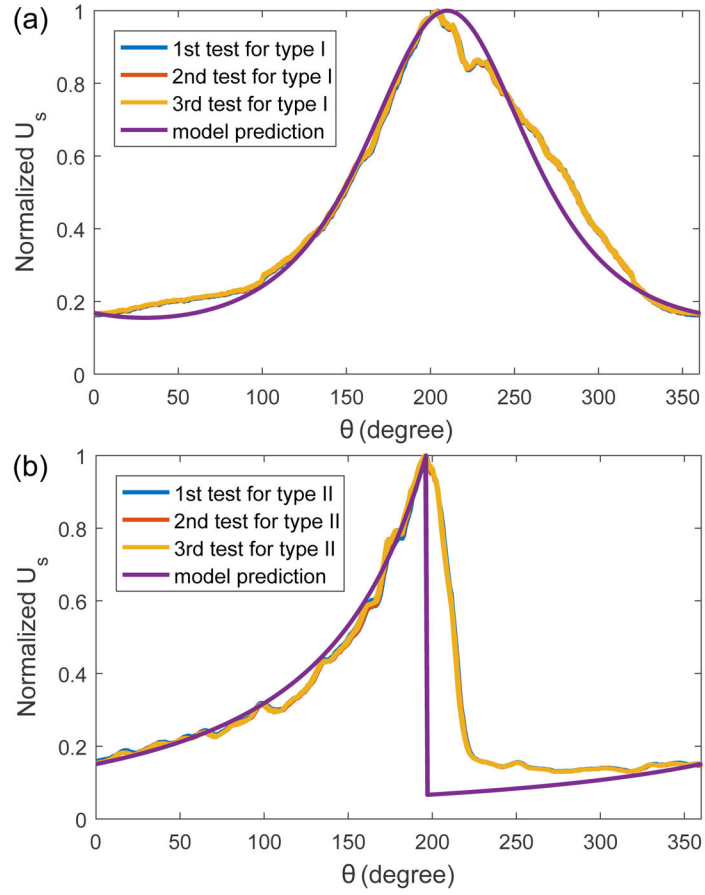 (a)
1st test for type I
2nd test for type I
3rd test for type I
model prediction
Normalized U_s
1
0.8
0.6
0.4
0.2
0
0 50 100 150 200 250 300 350
θ (degree)
(b)
1st test for type II
2nd test for type II
3rd test for type II
model prediction
Normalized U_s
1
0.8
0.6
0.4
0.2
0
0 50 100 150 200 250 300 350
θ (degree)